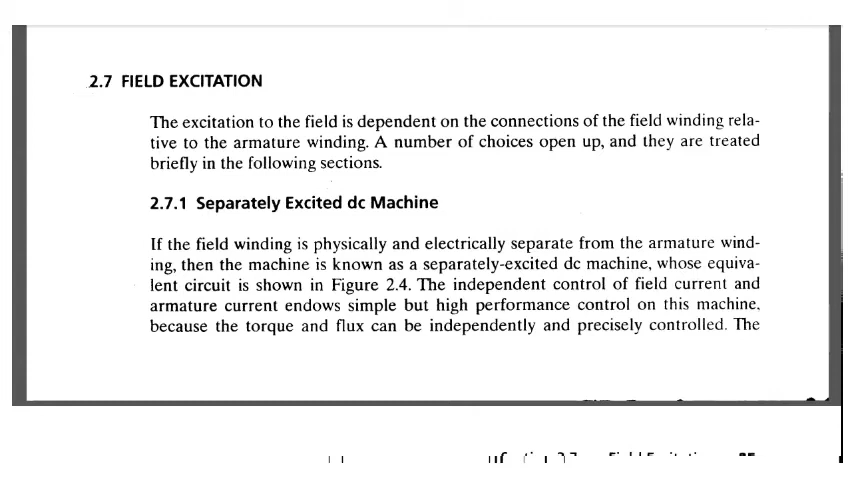 2.7 FIELD EXCITATION
The excitation to the field is dependent on the connections of the field winding rela-
tive to the armature winding. A number of choices open up, and they are treated
briefly in the following sections.
2.7.1 Separately Excited dc Machine
If the field winding is physically and electrically separate from the armature wind-
ing, then the machine is known as a separately-excited dc machine, whose equiva-
lent circuit is shown in Figure 2.4. The independent control of field current and
armature current endows simple but high performance control on this machine,
because the torque and flux can be independently and precisely controlled. The